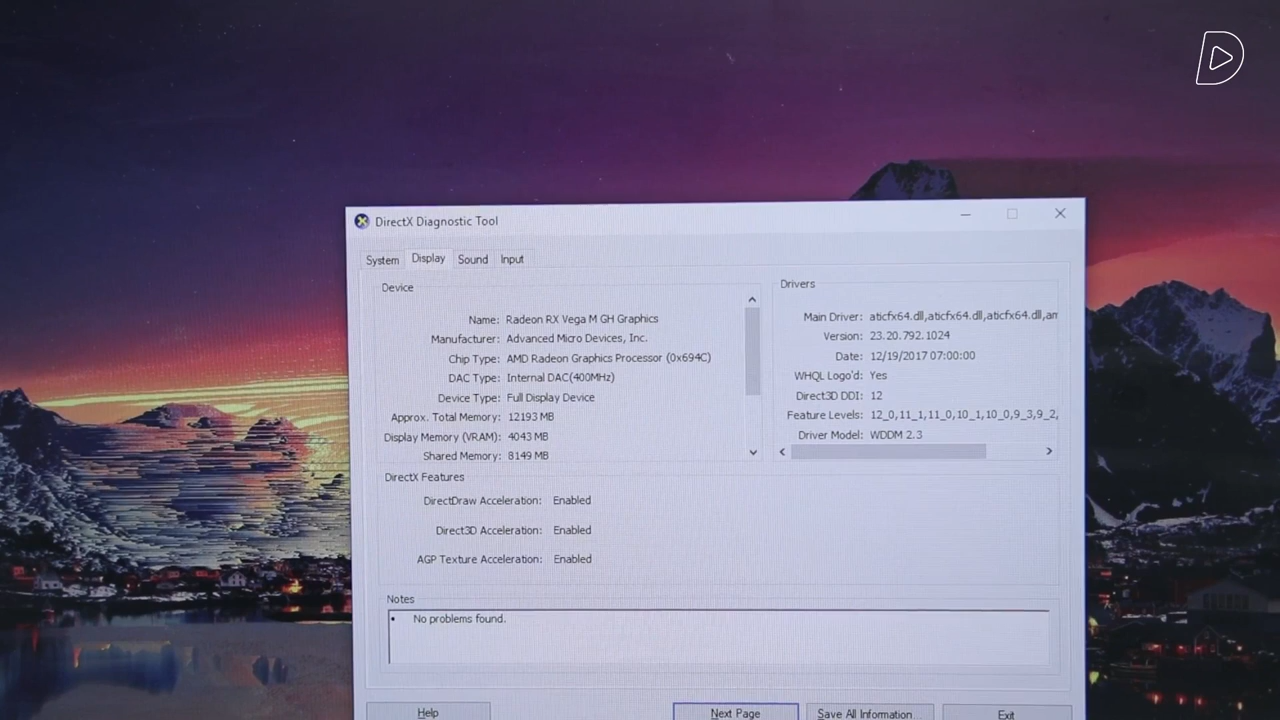 DirectX Diagnostic Tool
System Display Sound Input
Device
Name: Radeon RX Vega M GH Graphics
Manufacturer: Advanced Micro Devices, Inc.
Chip Type: AMD Radeon Graphics Processor (0x694C)
DAC Type: Internal DAC(400MHz)
Device Type: Full Display Device
Approx. Total Memory: 12193 MB
Display Memory (VRAM): 4043 MB
Shared Memory: 8149 MB
Drivers
Main Driver: aticfx64.dll,aticfx64.dll,aticfx64.dll,am
Version: 23.20.792.1024
Date: 12/19/2017 07:00:00
WHQL Logo'd: Yes
Direct3D DDI: 12
Feature Levels: 12_0,11_1,11_0,10_1,10_0,9_3,9_2,
Driver Model: WDDM 2.3
DirectX Features
DirectDraw Acceleration: Enabled
Direct3D Acceleration: Enabled
AGP Texture Acceleration: Enabled
Notes
• No problems found.
Help Next Page Save All Information... Exit